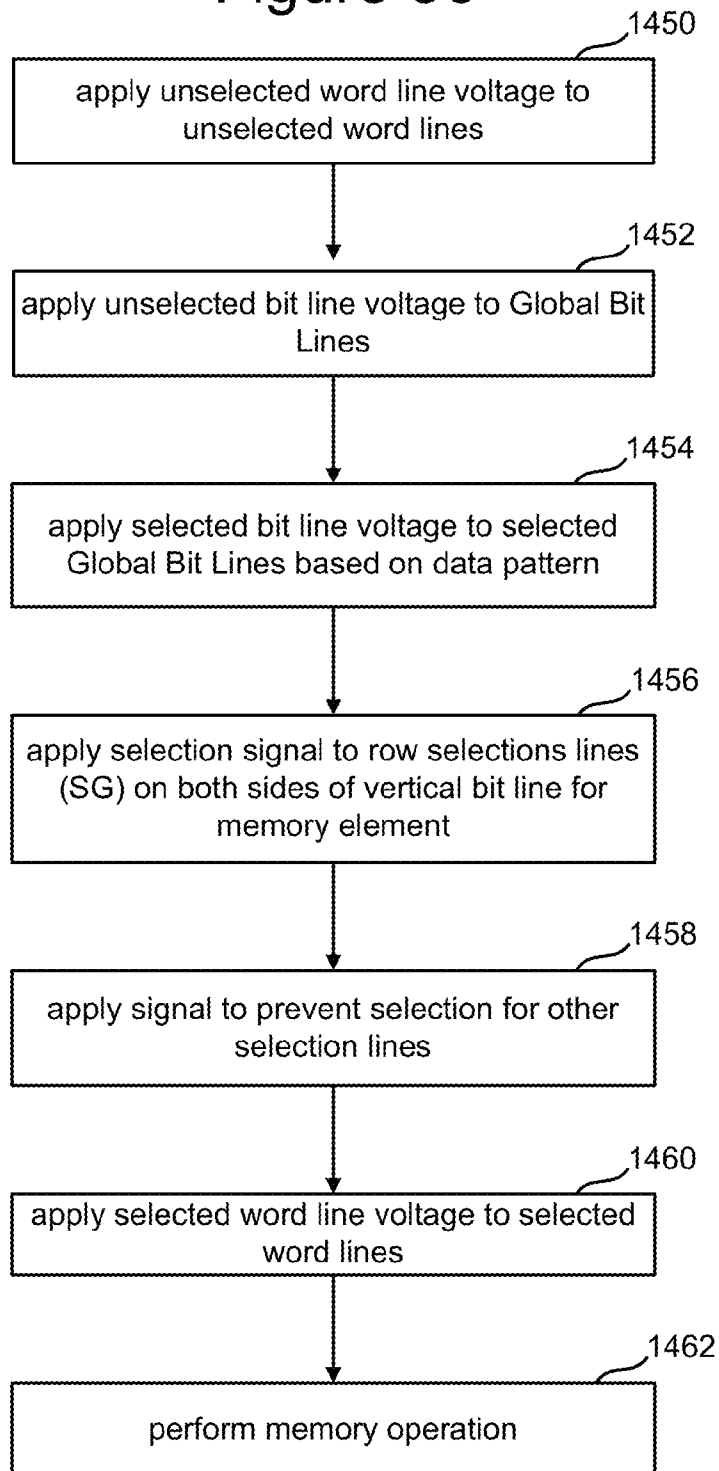 1450
apply unselected word line voltage to
unselected word lines
1452
apply unselected bit line voltage to Global Bit
Lines
1454
apply selected bit line voltage to selected
Global Bit Lines based on data pattern
1456
apply selection signal to row selections lines
(SG) on both sides of vertical bit line for
memory element
1458
apply signal to prevent selection for other
selection lines
1460
apply selected word line voltage to selected
word lines
1462
perform memory operation